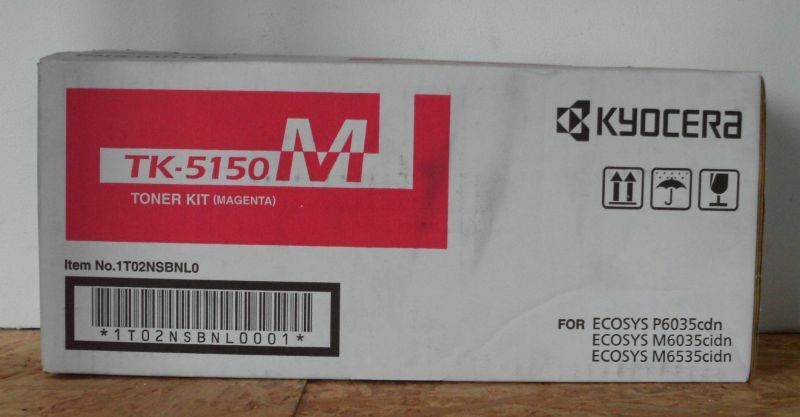 TK-5150 M
TONER KIT (MAGENTA)
KYOCERa
Item No.1T02NSBNL0
*1T02NSBNL0001*
FOR ECOSYS P6035cdn
ECOSYS M6035cidn
ECOSYS M6535cidn